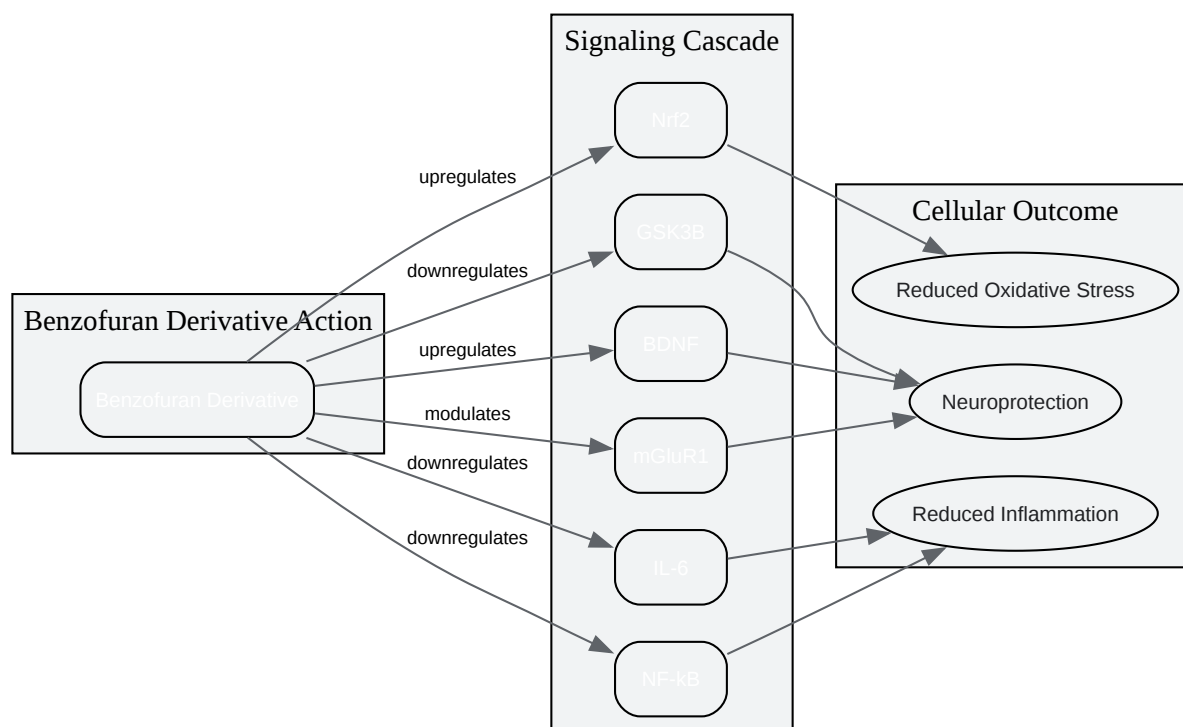 Signaling Cascade
Nrf2
upregulates
GSK3B
Cellular Outcome
downregulates
Reduced Oxidative Stress
Benzofuran Derivative Action
BDNF
upregulates
Benzofuran Derivative
Neuroprotection
modulates
mGluR1
downregulates
Reduced Inflammation
downregulates
IL-6
NF-kB